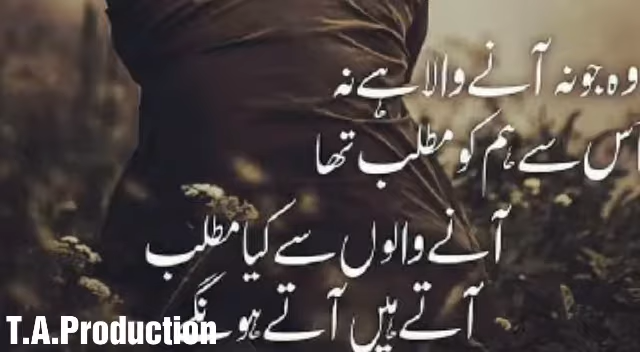 وہ جو نہ آنے والا ہے نہ
اس سے ہم کو مطلب تھا
آنے والوں سے کیا مطلب
آتے ہیں آتے ہونگے
T.A.Production